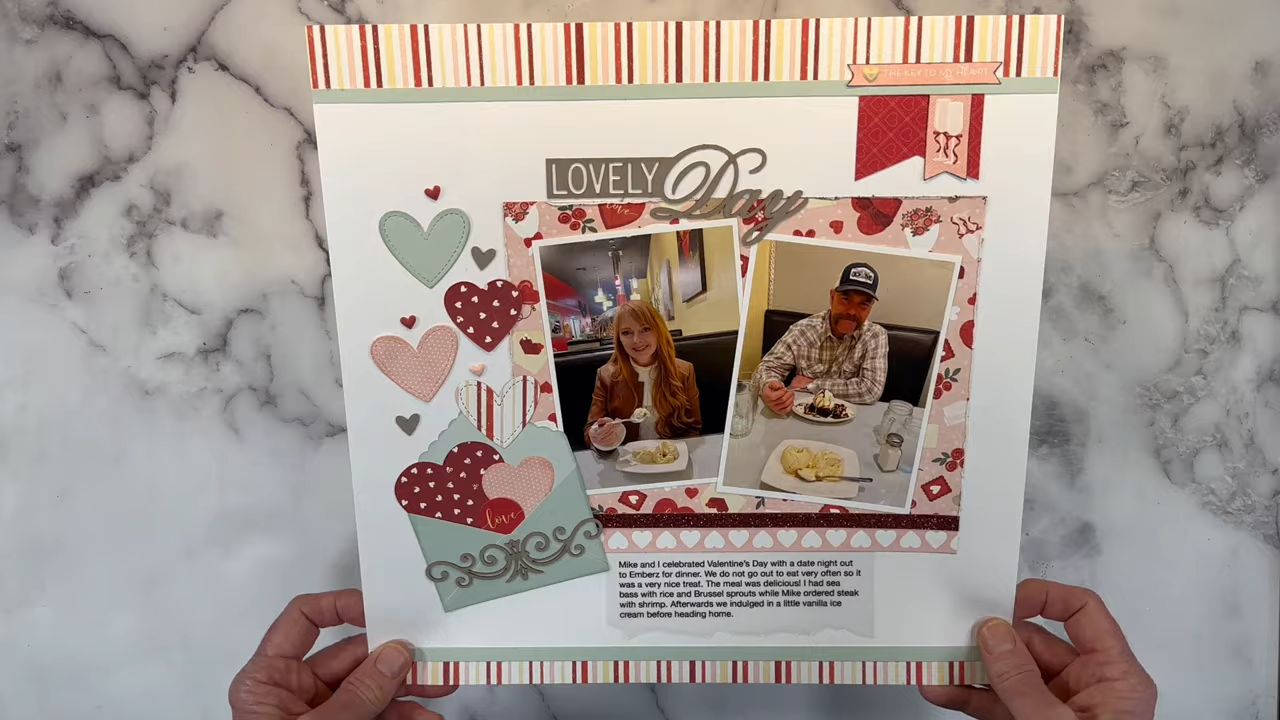 THE KEY TO MY HEART
LOVELY
Day
love
love
Mike and I celebrated Valentine's Day with a date night out
to Emberz for dinner. We do not go out to eat very often so it
was a very nice treat. The meal was delicious! I had sea
bass with rice and Brussel sprouts while Mike ordered steak
with shrimp. Afterwards we indulged in a little vanilla ice
cream before heading home.